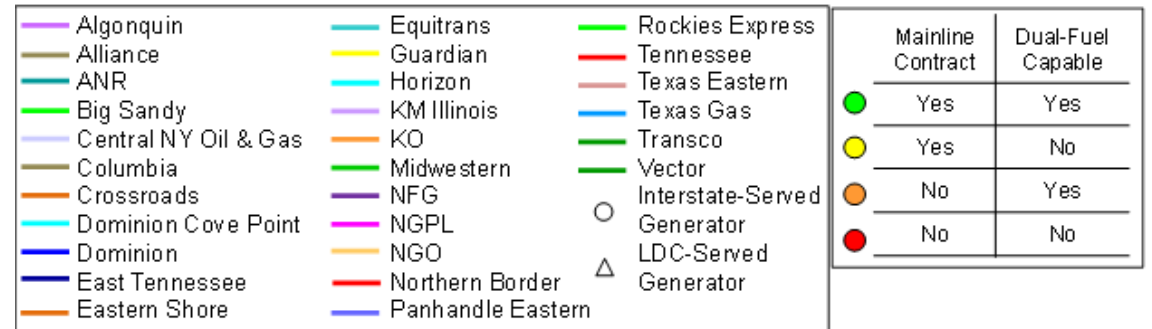 Algonquin
Alliance
ANR
Big Sandy
Central NY Oil & Gas
Columbia
Crossroads
Dominion Cove Point
Dominion
East Tennessee
Eastern Shore
Equitrans
Guardian
Horizon
KM Illinois
KO
Midwestern
NFG
NGPL
NGO
Northern Border
Panhandle Eastern
Rockies Express
Tennessee
Texas Eastern
Texas Gas
Transco
Vector
Interstate-Served
Generator
LDC-Served
Generator
Mainline Dual-Fuel
Contract Capable
Yes Yes
Yes No
No Yes
No No